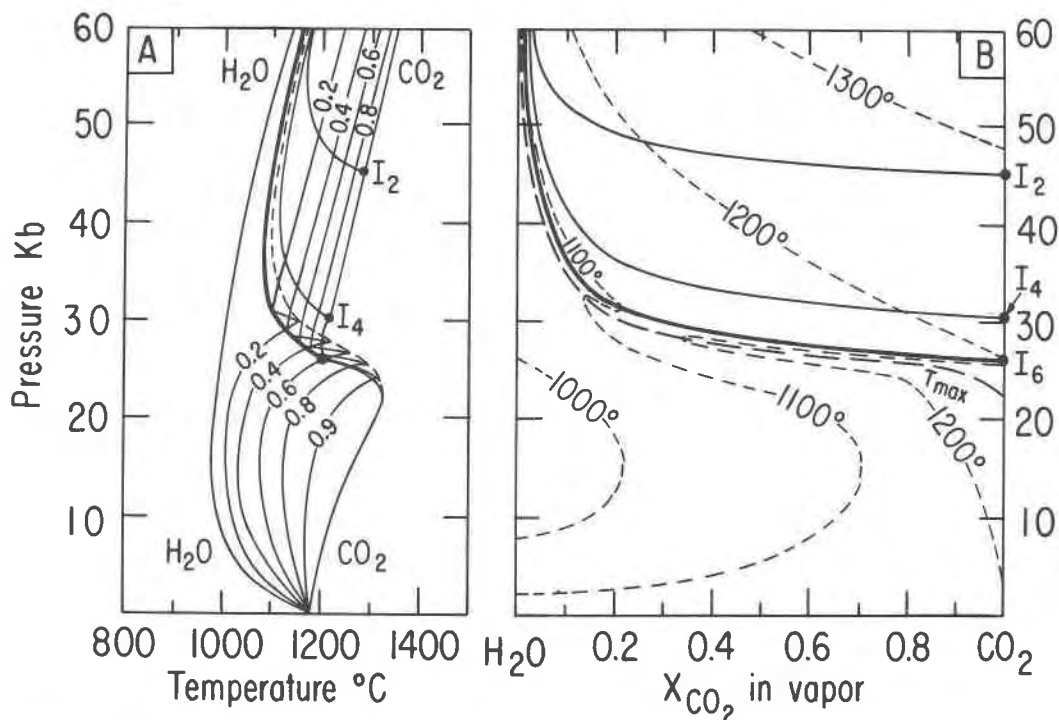 A
B
60
50
40
30
20
10
Pressure Kb
H₂O
CO₂
0.2
0.4
0.6
0.8
I₂
I₄
0.2
0.4
0.6
0.8
0.9
H₂O
CO₂
800
1000
1200
1400
Temperature °C
1300°
1200°
1100°
1000°
1100°
1200°
Tmax
60
50
I₂
40
I₄
30
I₆
20
10
H₂O
0.2
0.4
0.6
0.8
CO₂
XCO₂ in vapor